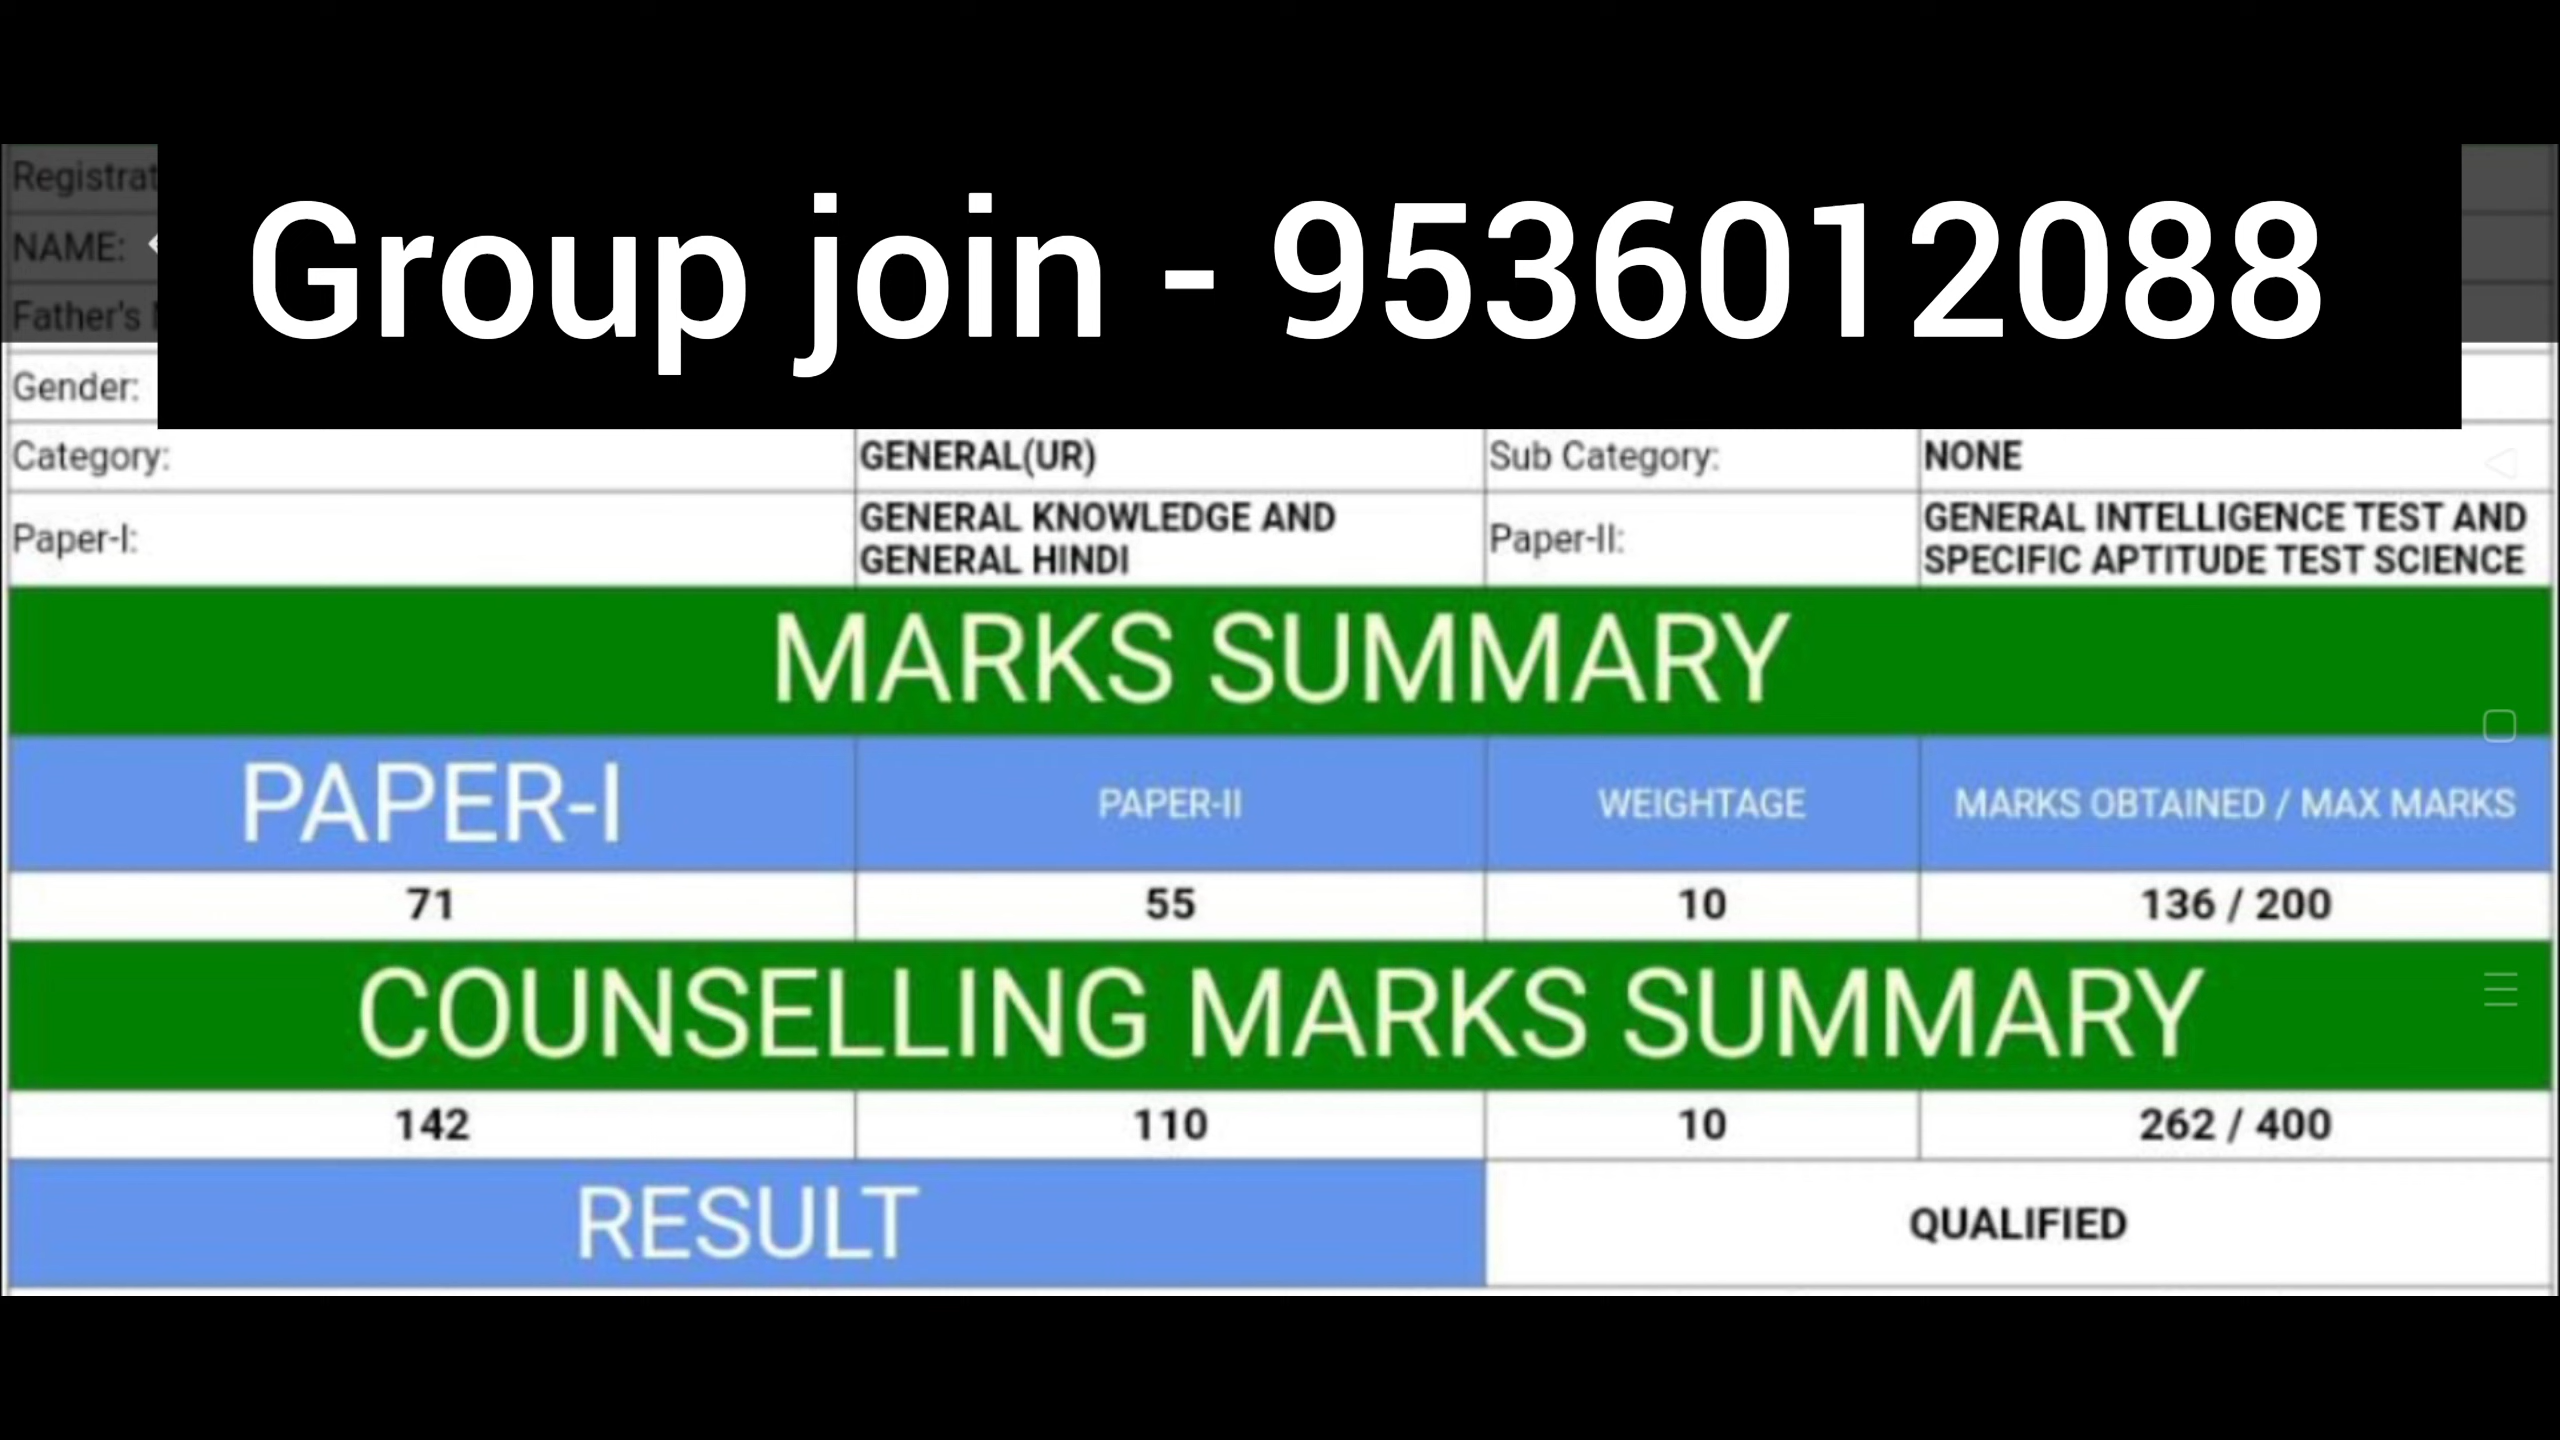 Group join - 9536012088
NAME:
Father's
Gender:
Category: GENERAL(UR) Sub Category: NONE
Paper-I: GENERAL KNOWLEDGE AND GENERAL HINDI Paper-II: GENERAL INTELLIGENCE TEST AND SPECIFIC APTITUDE TEST SCIENCE
MARKS SUMMARY
PAPER-I PAPER-II WEIGHTAGE MARKS OBTAINED / MAX MARKS
71 55 10 136 / 200
COUNSELLING MARKS SUMMARY
142 110 10 262 / 400
RESULT QUALIFIED